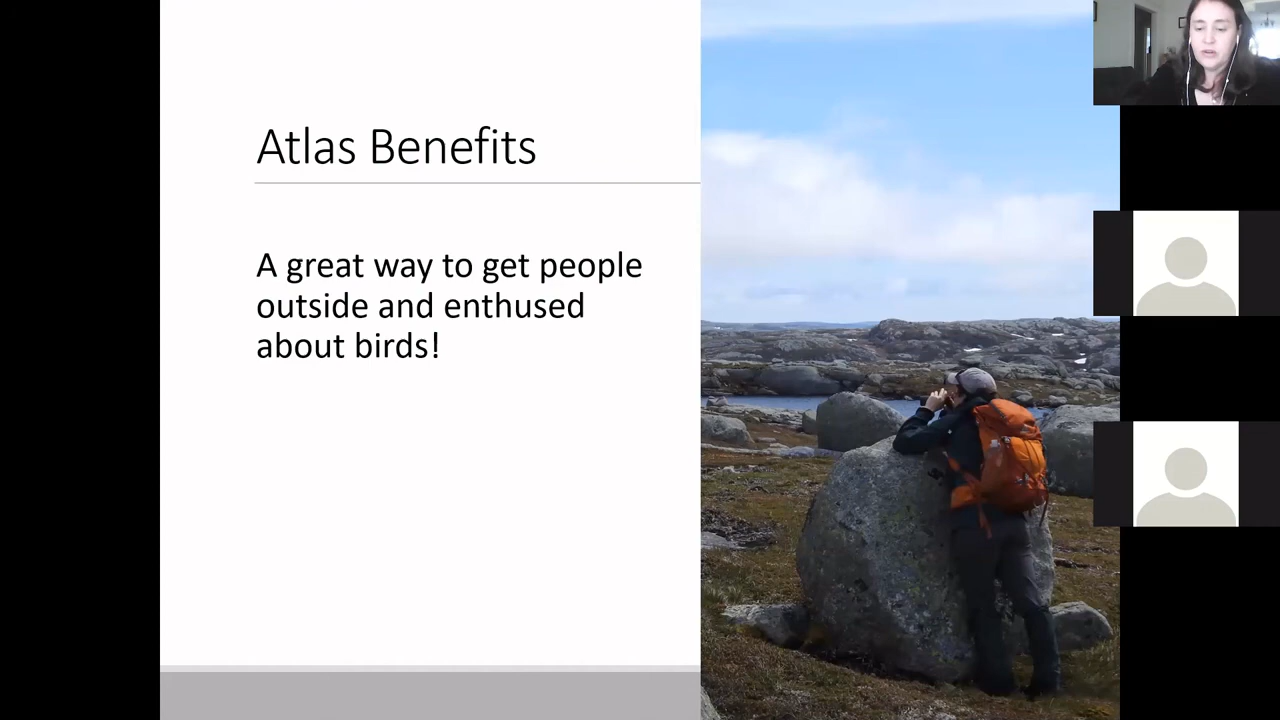 Atlas Benefits
A great way to get people
outside and enthused
about birds!